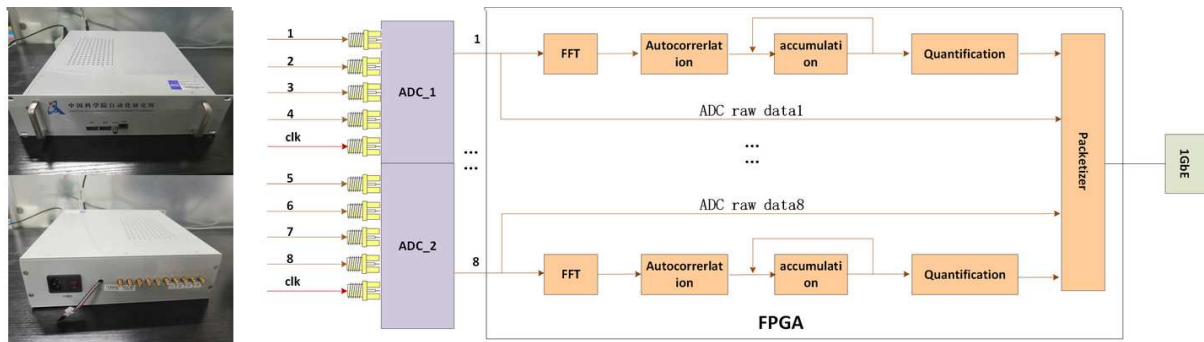 中国科学院自动化研究所
1
2
3
4
clk
5
6
7
8
clk
ADC_1
ADC_2
1
...
...
8
FFT
Autocorrerlat
ion
accumulati
on
Quantification
ADC raw data1
...
...
ADC raw data8
FFT
Autocorrerlat
ion
accumulati
on
Quantification
Packetizer
1GbE
FPGA